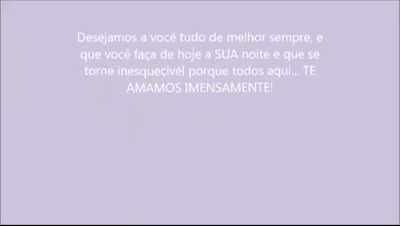 Desejamos a você tudo de melhor sempre, e
que você faça de hoje a SUA noite e que se
torne inesquecível porque todos aqui... TE
AMAMOS IMENSAMENTE!